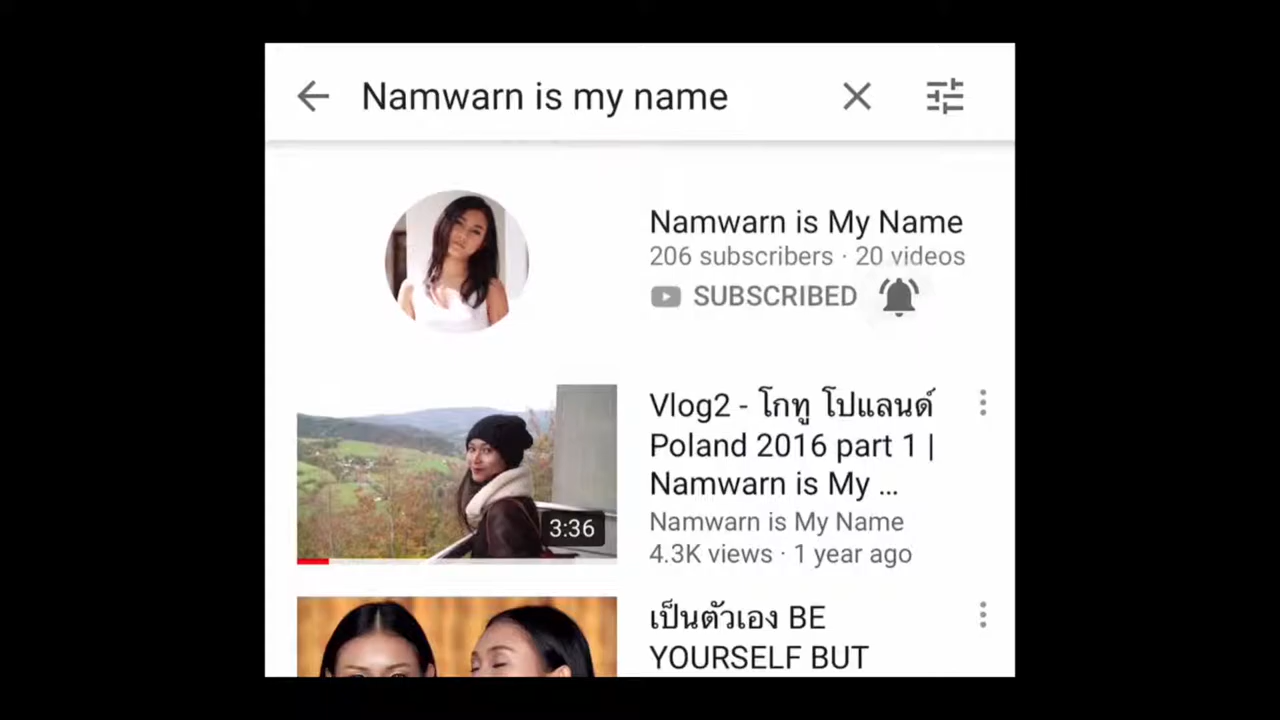 Namwarn is my name
Namwarn is My Name
206 subscribers · 20 videos
SUBSCRIBED
Vlog2 - โกทู โปแลนด์
Poland 2016 part 1 |
Namwarn is My ...
Namwarn is My Name
4.3K views · 1 year ago
3:36
เป็นตัวเอง BE
YOURSELF BUT